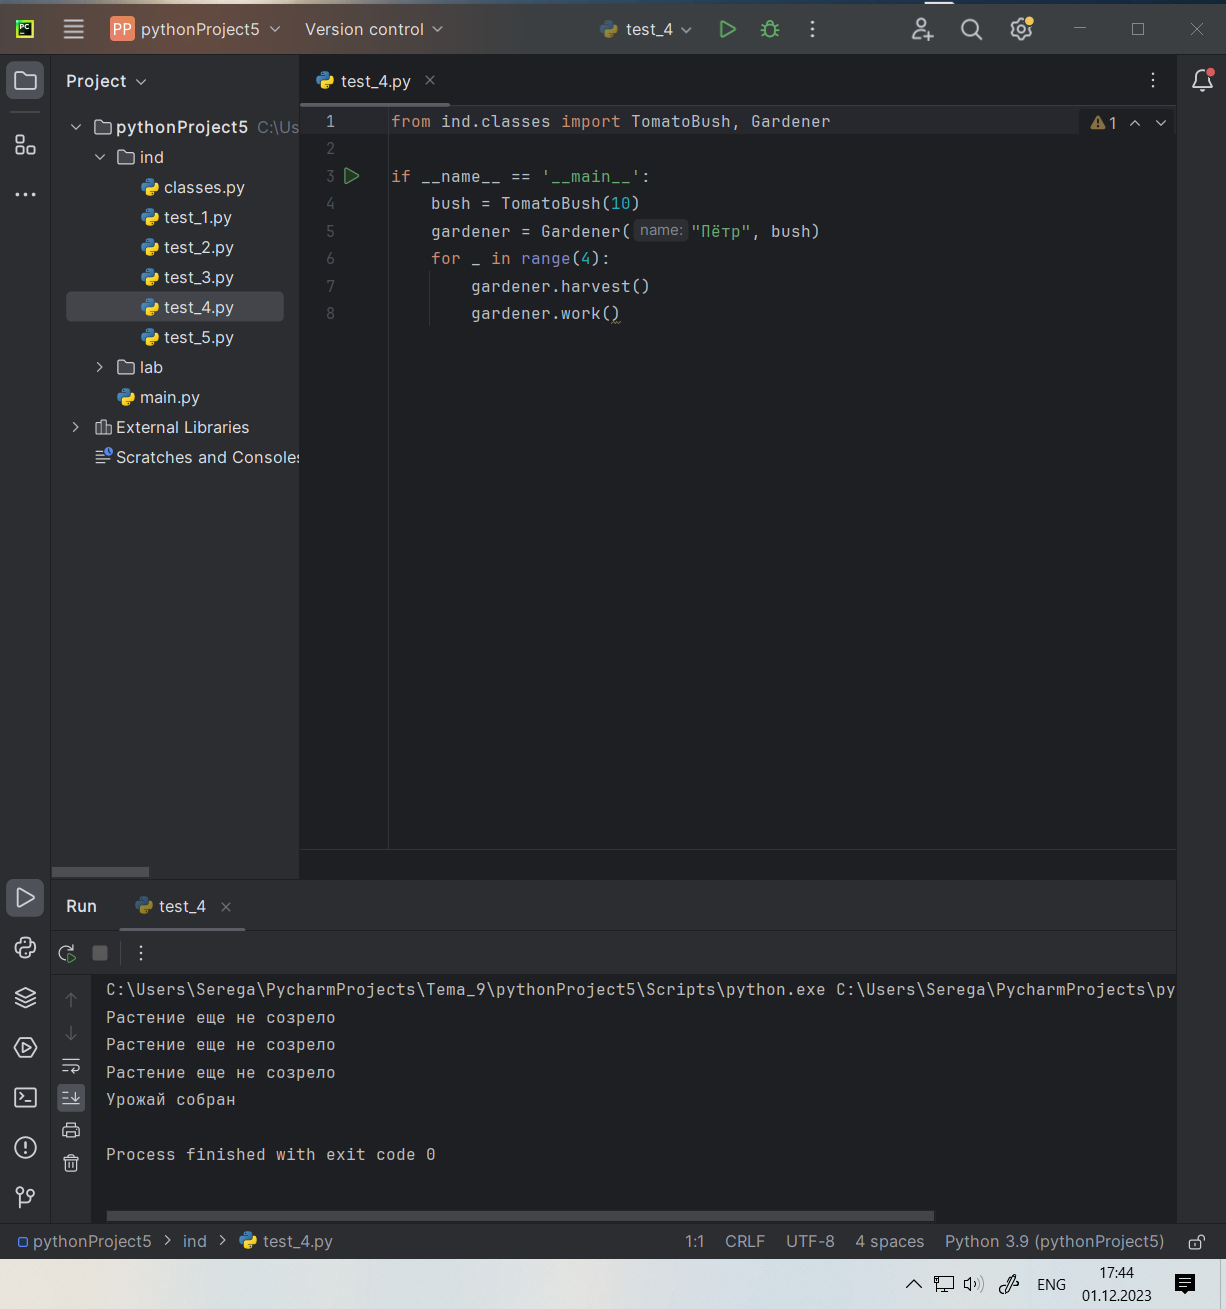 PC
PP pythonProject5 Version control test_4
Project
test_4.py
pythonProject5 C:\Us
ind
classes.py
test_1.py
test_2.py
test_3.py
test_4.py
test_5.py
lab
main.py
External Libraries
Scratches and Consoles
1 from ind.classes import TomatoBush, Gardener
1
2
3 if __name__ == '__main__':
4 bush = TomatoBush(10)
5 gardener = Gardener( name: "Пётр", bush)
6 for _ in range(4):
7 gardener.harvest()
8 gardener.work()
Run test_4
C:\Users\Serega\PycharmProjects\Tema_9\pythonProject5\Scripts\python.exe C:\Users\Serega\PycharmProjects\py
Растение еще не созрело
Растение еще не созрело
Растение еще не созрело
Урожай собран
Process finished with exit code 0
pythonProject5 ind test_4.py 1:1 CRLF UTF-8 4 spaces Python 3.9 (pythonProject5)
ENG
17:44
01.12.2023